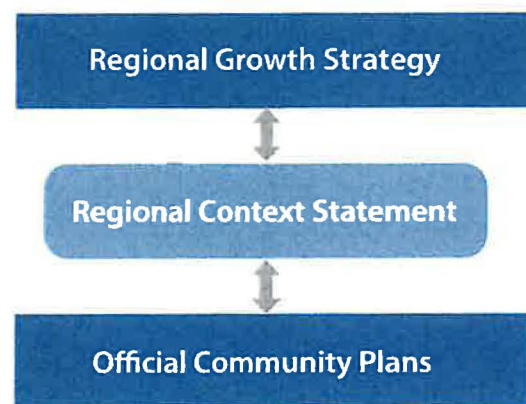 Regional Growth Strategy
Regional Context Statement
Official Community Plans